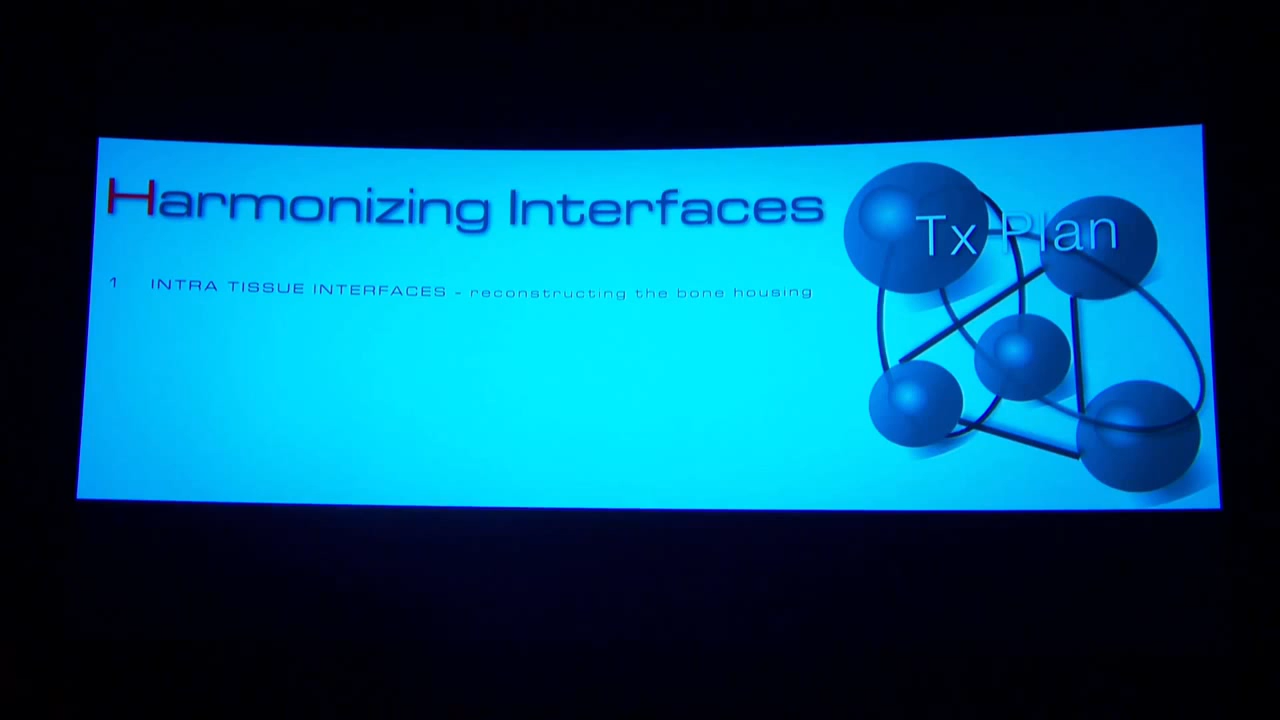 Harmonizing Interfaces
Tx Plan
1 INTRA TISSUE INTERFACES - reconstructing the bone housing